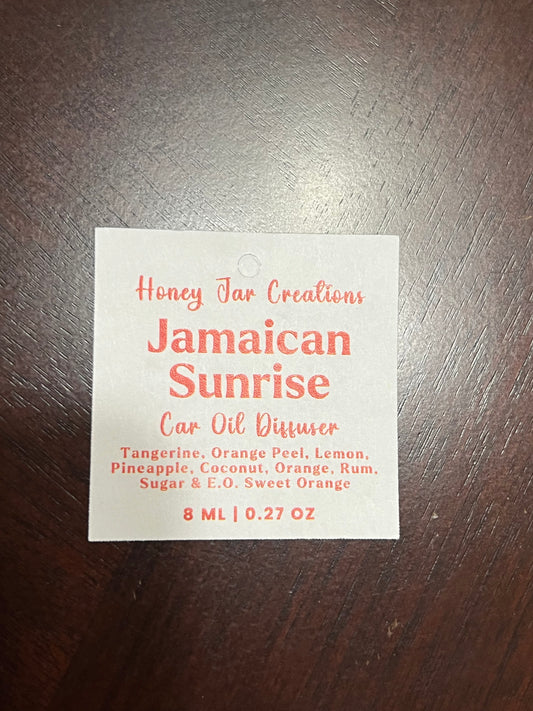 Honey Jar Creations
Jamaican
Sunrise
Car Oil Diffuser
Tangerine, Orange Peel, Lemon,
Pineapple, Coconut, Orange, Rum,
Sugar & E.O. Sweet Orange
8 ML | 0.27 OZ